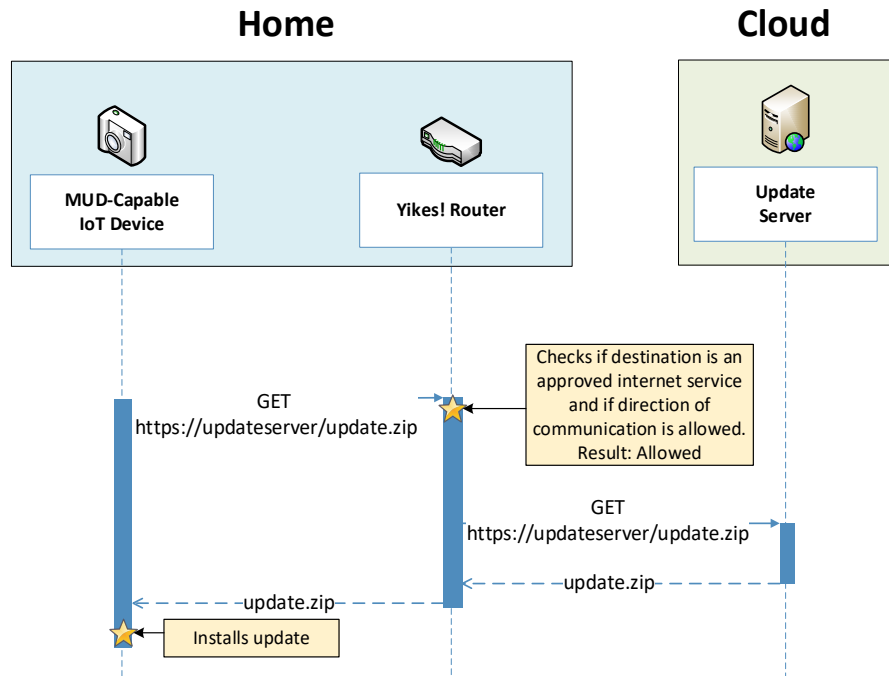 Home
Cloud
MUD-Capable
IoT Device
Yikes! Router
Update
Server
Checks if destination is an
approved internet service
and if direction of
communication is allowed.
Result: Allowed
GET
https://updateserver/update.zip
GET
https://updateserver/update.zip
update.zip
update.zip
Installs update